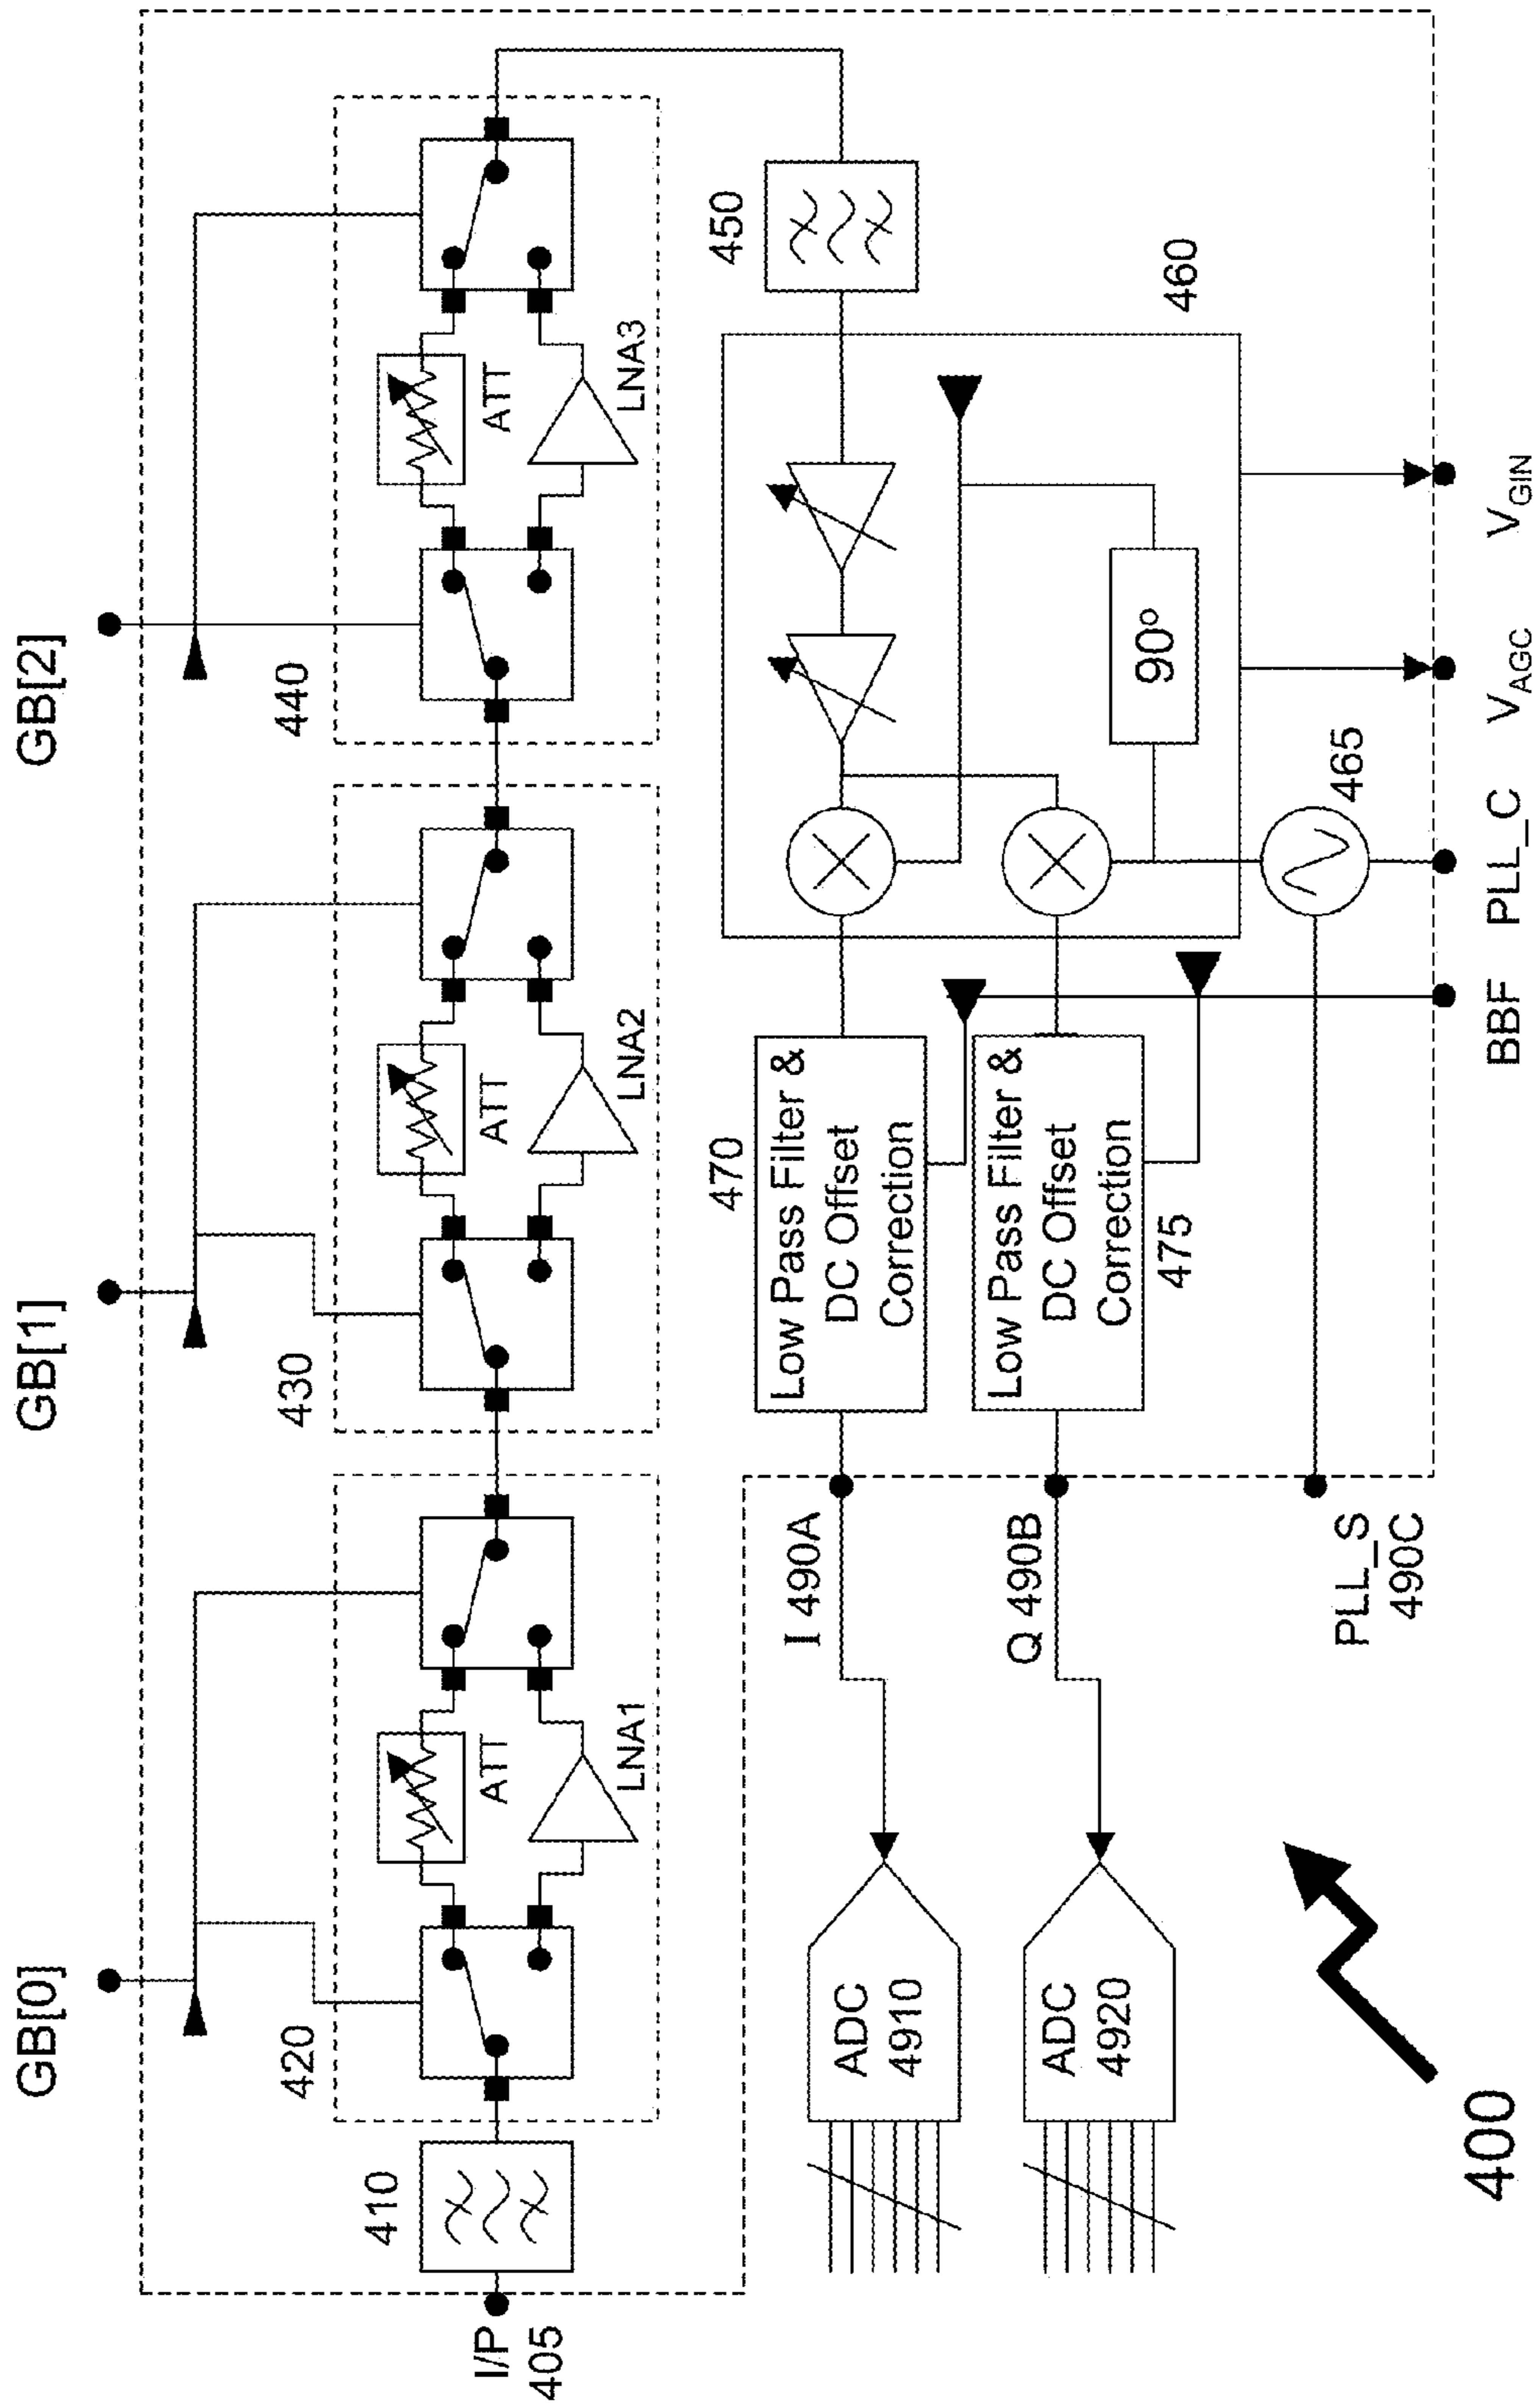 GB[0]
GB[1]
GB[2]
420
430
440
ATT
LNA1
ATT
LNA2
ATT
LNA3
410
I/P
405
450
460
90º
465
470
Low Pass Filter &
DC Offset
Correction
Low Pass Filter &
DC Offset
Correction
475
I 490A
Q 490B
PLL_S
490C
ADC
4910
ADC
4920
BBF
PLL_C
VAGC
VGIN
400